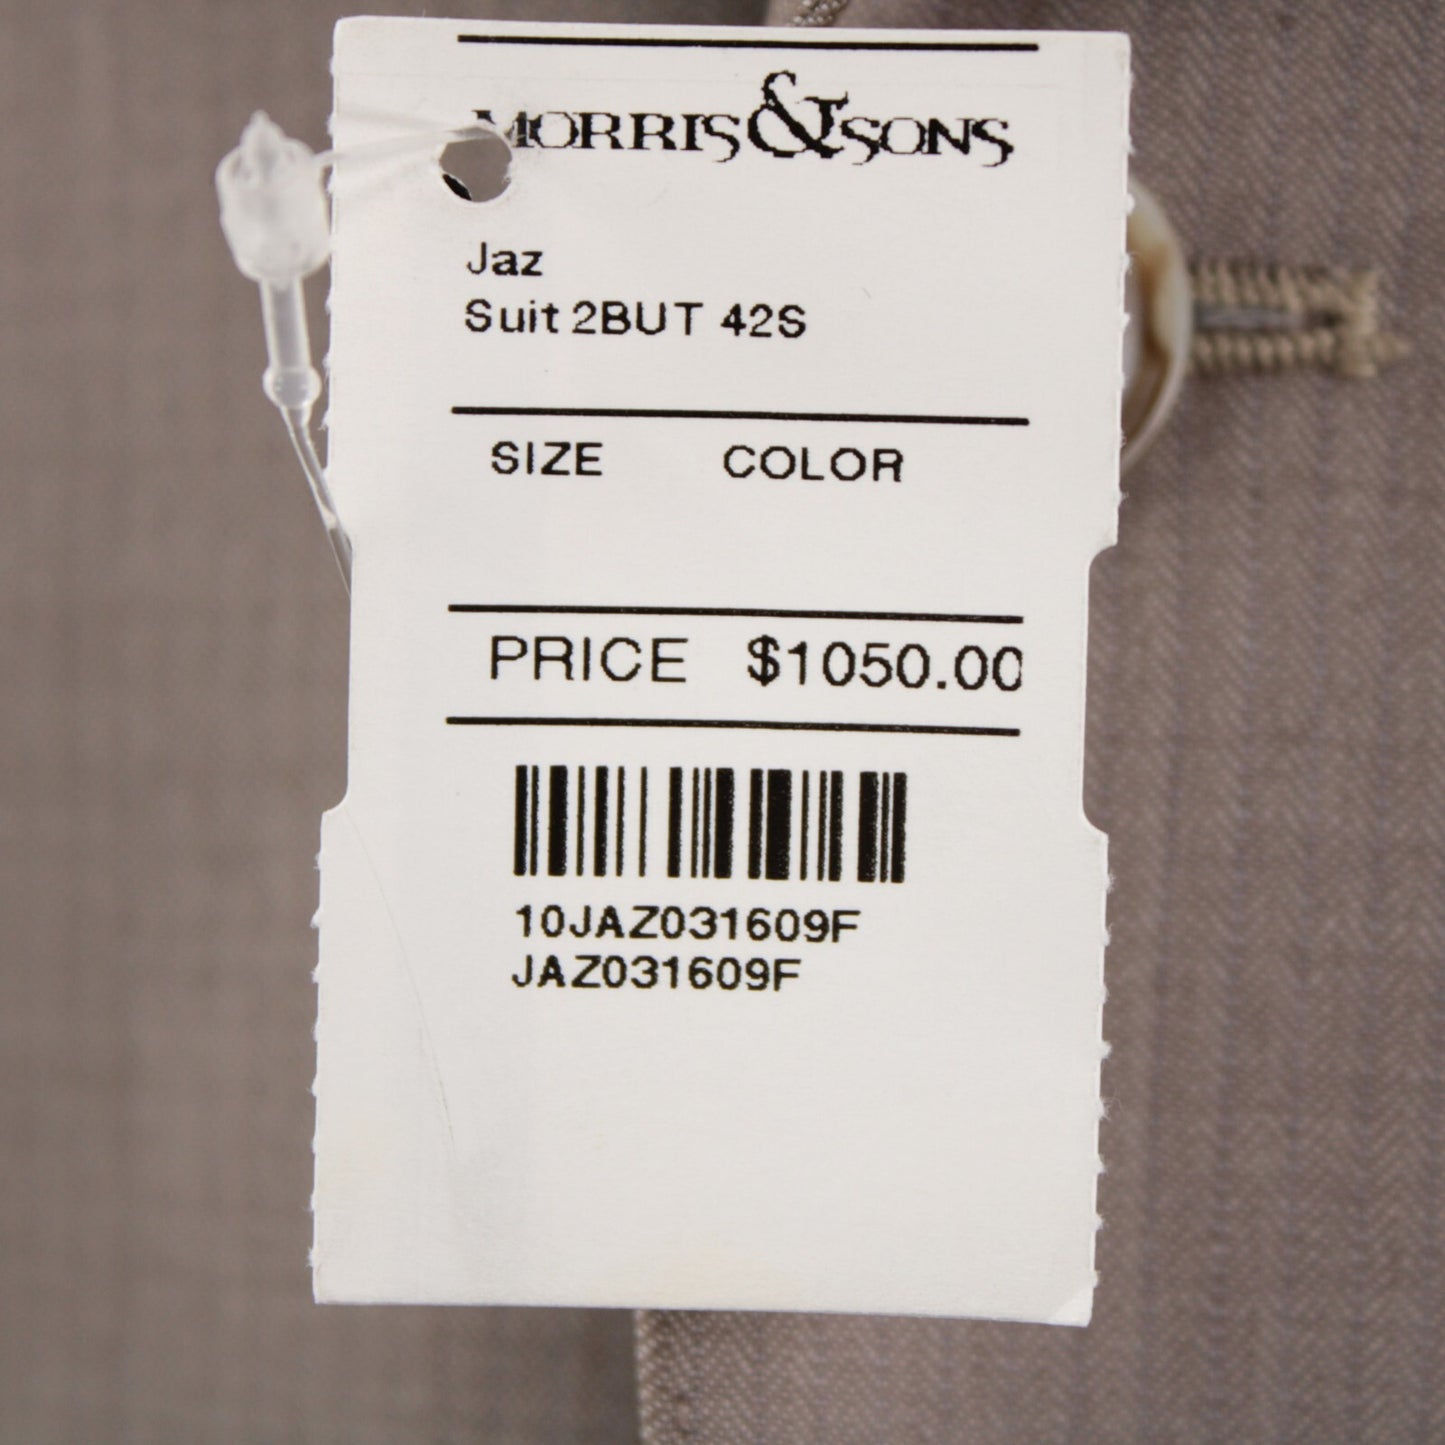 MORRIS&SONS
Jaz
Suit 2BUT 42S
SIZE COLOR
PRICE $1050.00
10JAZ031609F
JAZ031609F